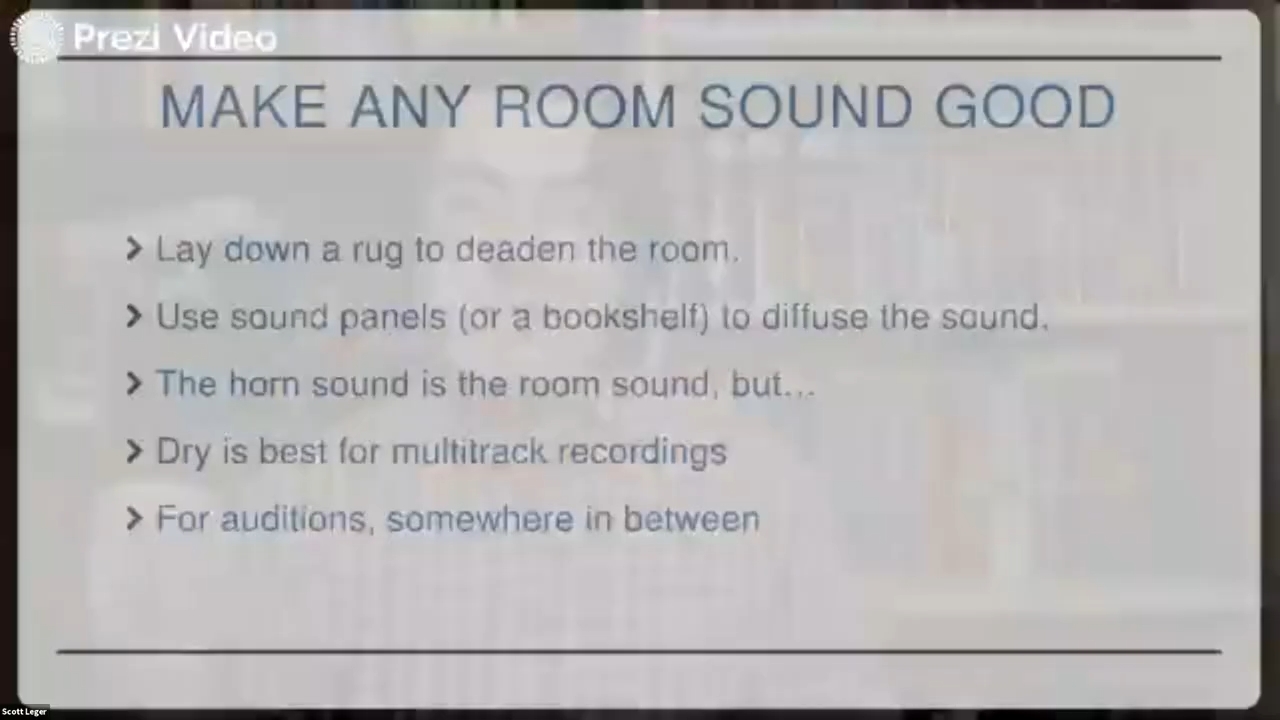 Prezi Video
MAKE ANY ROOM SOUND GOOD
Lay down a rug to deaden the room.
Use sound panels (or a bookshelf) to diffuse the sound.
The horn sound is the room sound, but...
Dry is best for multitrack recordings
For auditions, somewhere in between
Scott Leger